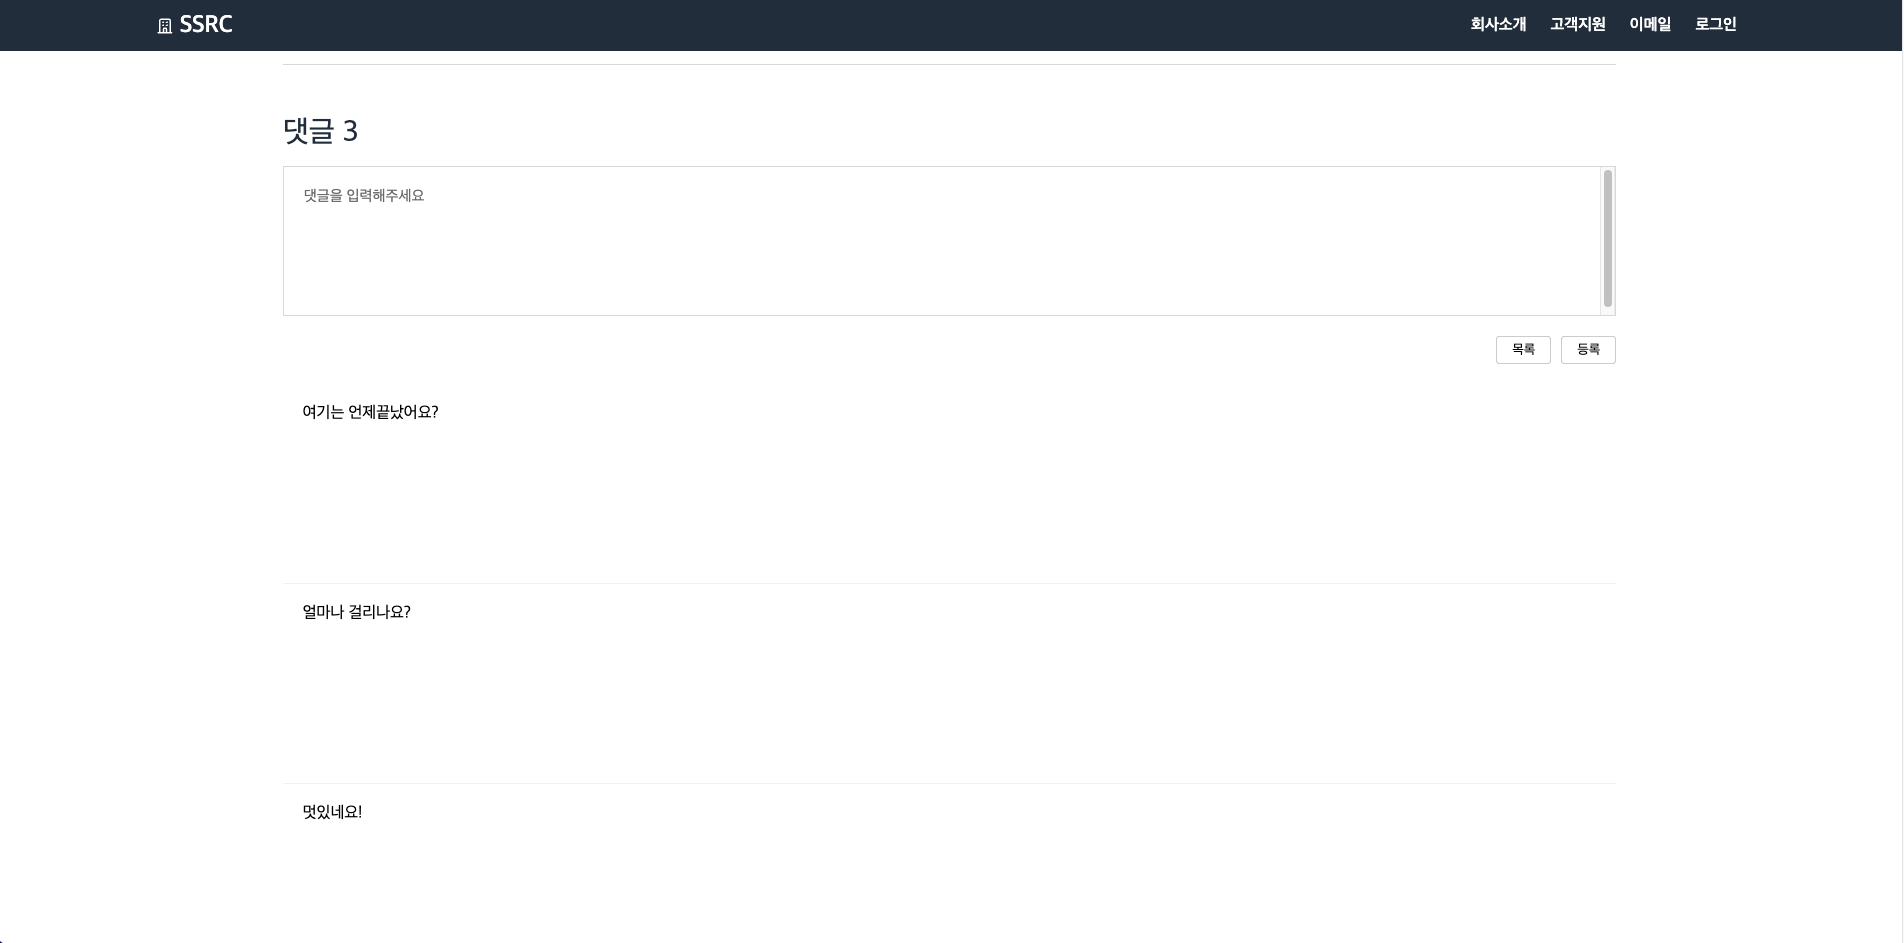 SSRC 회사소개 고객지원 이메일 로그인
댓글 3
댓글을 입력해주세요
목록 등록
여기는 언제끝났어요?
얼마나 걸리나요?
멋있네요!